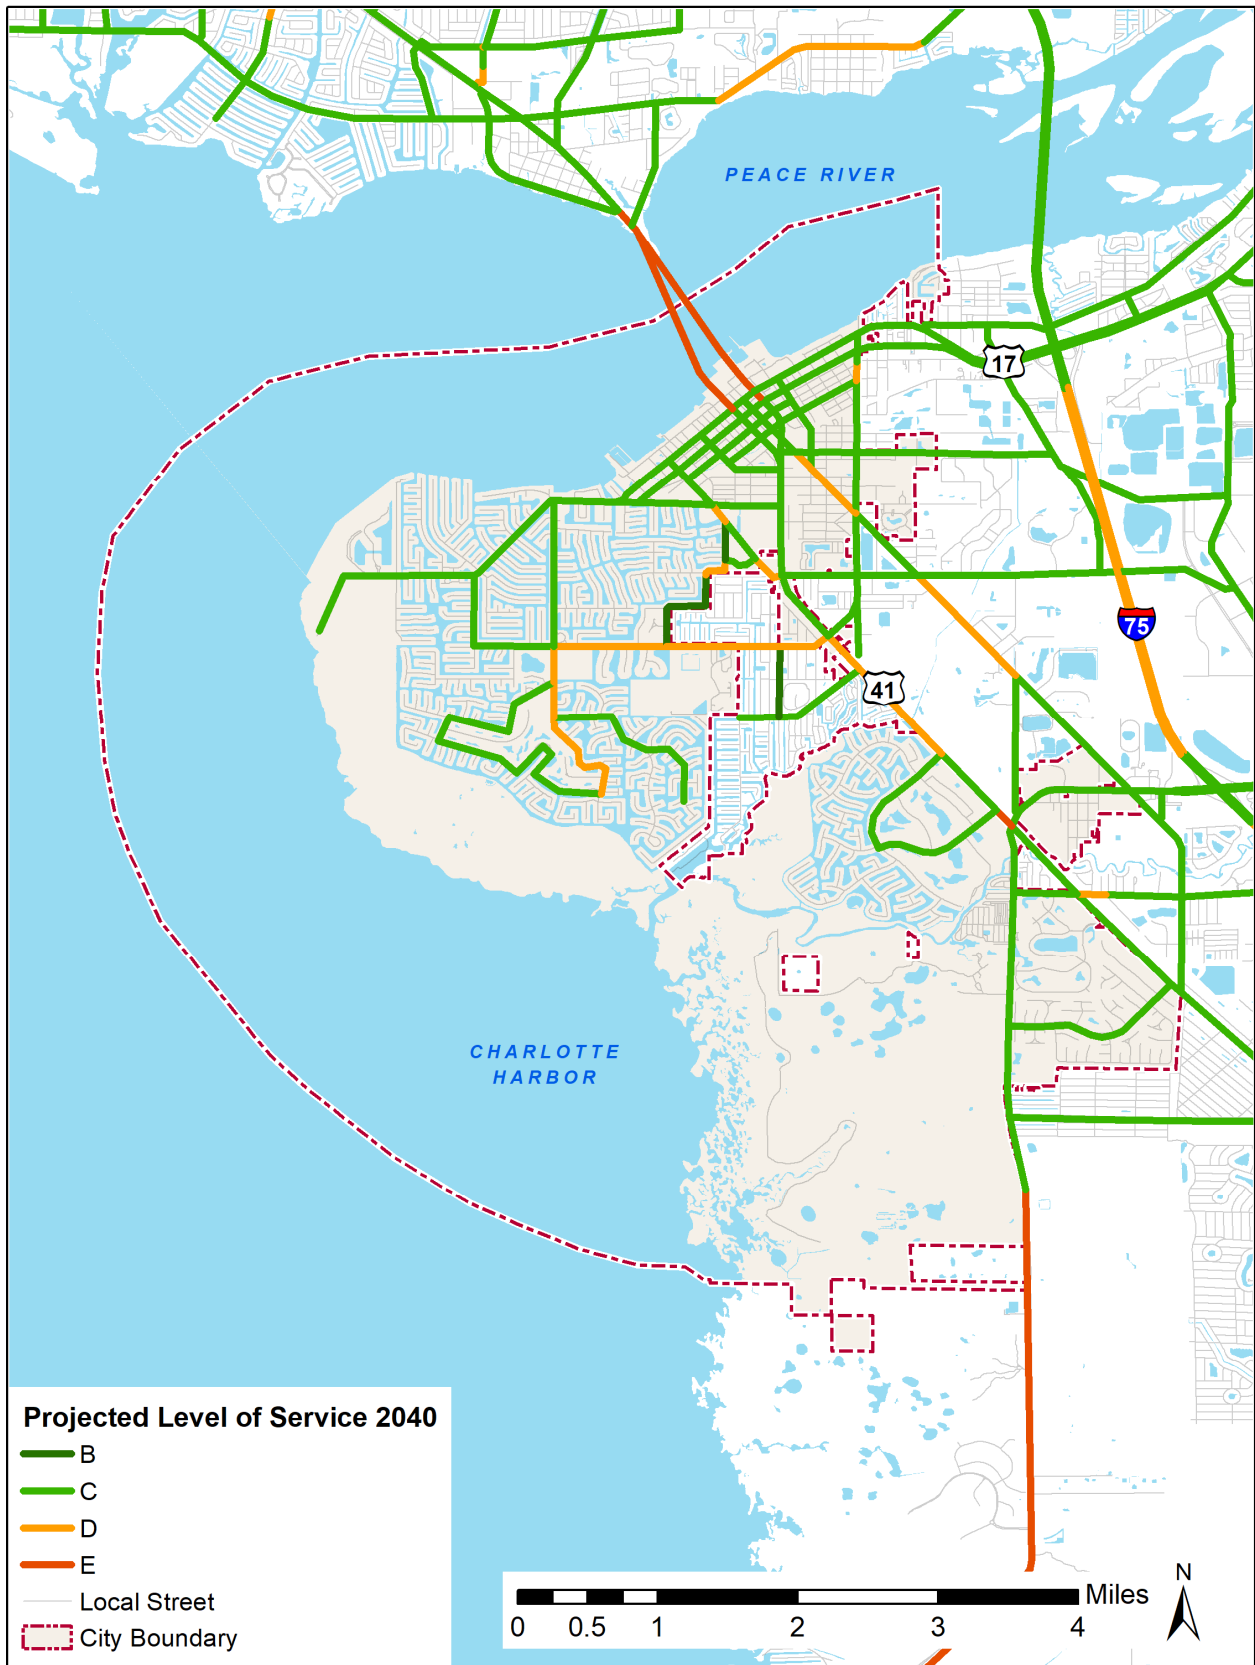 PEACE RIVER
17
75
41
CHARLOTTE
HARBOR
Projected Level of Service 2040
B
C
D
E
Local Street
City Boundary
Miles
0 0.5 1 2 3 4
N